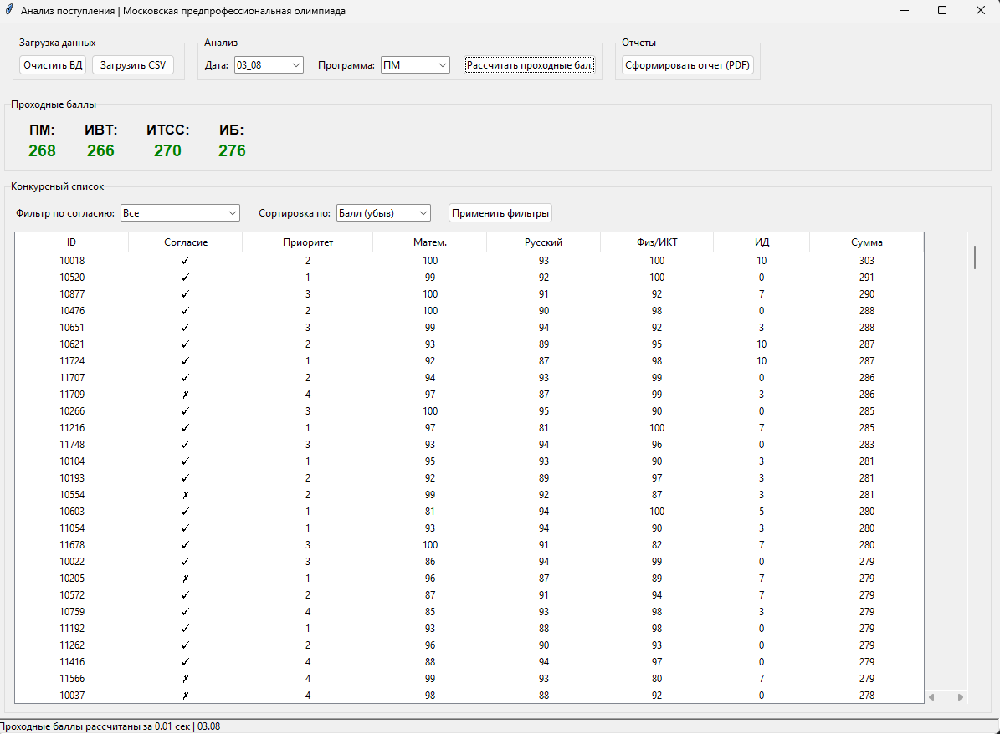 Анализ поступления | Московская предпрофессиональная олимпиада
Загрузка данных Анализ Отчеты
Очистить БД Загрузить CSV Дата: 03_08 Программа: ПМ Рассчитать проходные бал. Сформировать отчет (PDF)
Проходные баллы
ПМ: ИВТ: ИТСС: ИБ:
268 266 270 276
Конкурсный список
Фильтр по согласию: Все Сортировка по: Балл (убыв) Применить фильтры
ID Согласие Приоритет Матем. Русский Физ/ИКТ ИД Сумма
10018 ✓ 2 100 93 100 10 303
10520 ✓ 1 99 92 100 0 291
10877 ✓ 3 100 91 92 7 290
10476 ✓ 2 100 90 98 0 288
10651 ✓ 3 99 94 92 3 288
10621 ✓ 2 93 89 95 10 287
11724 ✓ 1 92 87 98 10 287
11707 ✓ 2 94 93 99 0 286
11709 ✗ 4 97 87 99 3 286
10266 ✓ 3 100 95 90 0 285
11216 ✓ 1 97 81 100 7 285
11748 ✓ 3 93 94 96 0 283
10104 ✓ 1 95 93 90 3 281
10193 ✓ 2 92 89 97 3 281
10554 ✗ 2 99 92 87 3 281
10603 ✓ 1 81 94 100 5 280
11054 ✓ 1 93 94 90 3 280
11678 ✓ 3 100 91 82 7 280
10022 ✓ 3 86 94 99 0 279
10205 ✗ 1 96 87 89 7 279
10572 ✓ 2 87 91 94 7 279
10759 ✓ 4 85 93 98 3 279
11192 ✓ 1 93 88 98 0 279
11262 ✓ 2 96 90 93 0 279
11416 ✓ 4 88 94 97 0 279
11566 ✗ 4 99 93 80 7 279
10037 ✗ 4 98 88 92 0 278
Проходные баллы рассчитаны за 0.01 сек | 03.08